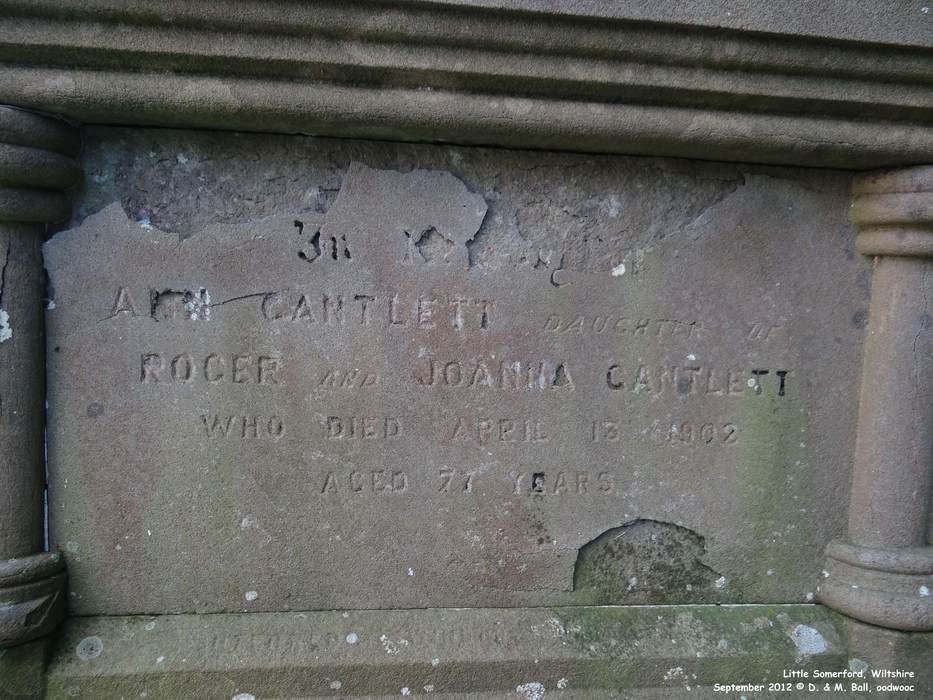 In
ANN CANTLETT DAUGHTER OF
ROGER AND JOANNA CANTLETT
WHO DIED APRIL 13 1902
AGED 77 YEARS
Little Somerford, Wiltshire
September 2012 © D. & M. Ball, oodwooc